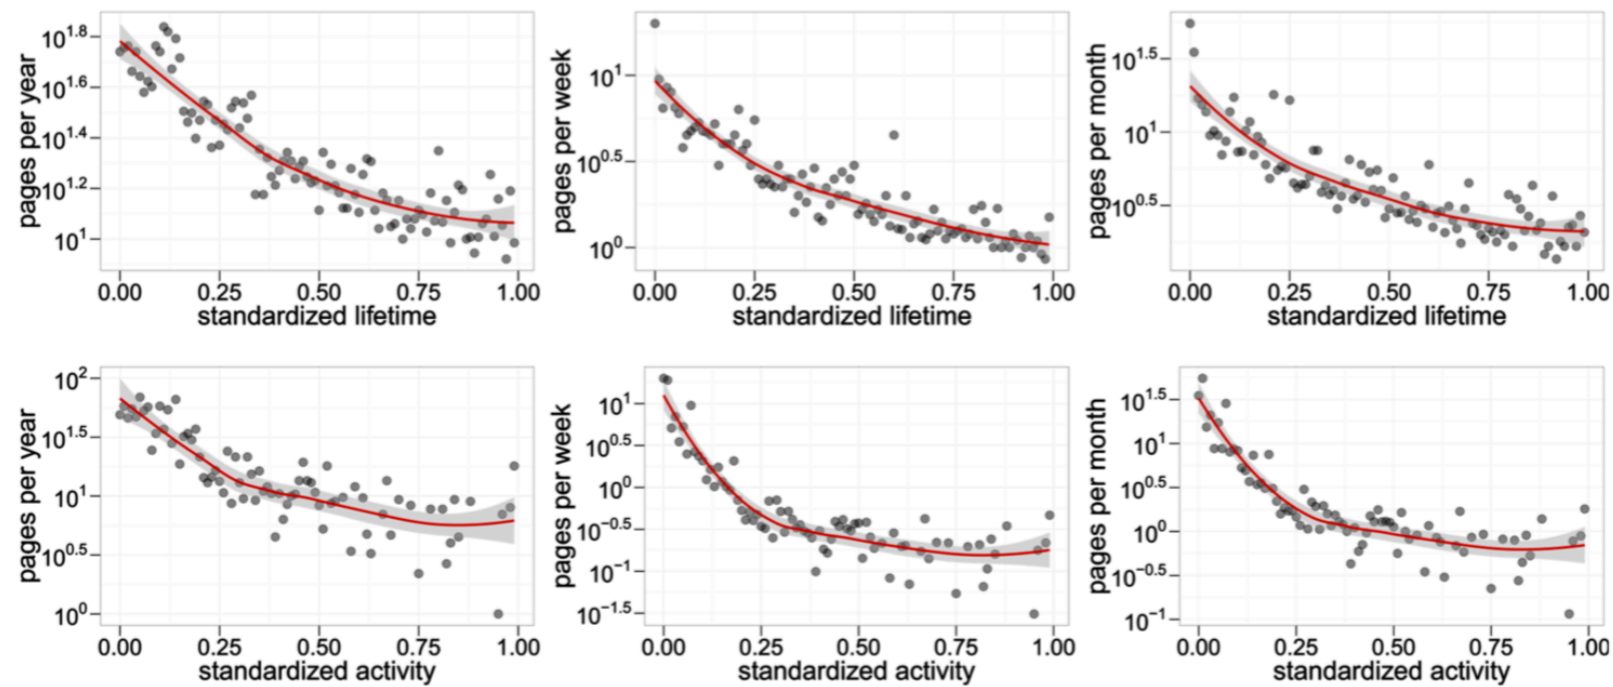 pages per year
10^1.8
10^1.6
10^1.4
10^1.2
10^1
0.00 0.25 0.50 0.75 1.00
standardized lifetime
pages per week
10^1
10^0.5
10^0
0.00 0.25 0.50 0.75 1.00
standardized lifetime
pages per month
10^1.5
10^1
10^0.5
0.00 0.25 0.50 0.75 1.00
standardized lifetime
pages per year
10^2
10^1.5
10^1
10^0.5
10^0
0.00 0.25 0.50 0.75 1.00
standardized activity
pages per week
10^1
10^0.5
10^0
10^−0.5
10^−1
10^−1.5
0.00 0.25 0.50 0.75 1.00
standardized activity
pages per month
10^1.5
10^1
10^0.5
10^0
10^−0.5
10^−1
0.00 0.25 0.50 0.75 1.00
standardized activity